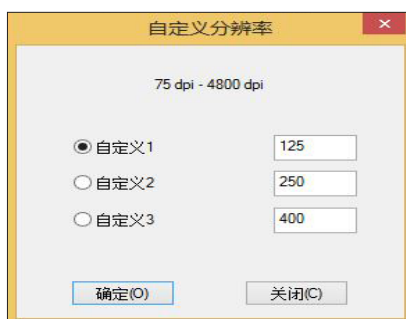 自定义分辨率
75 dpi - 4800 dpi
自定义1 125
自定义2 250
自定义3 400
确定(O) 关闭(C)